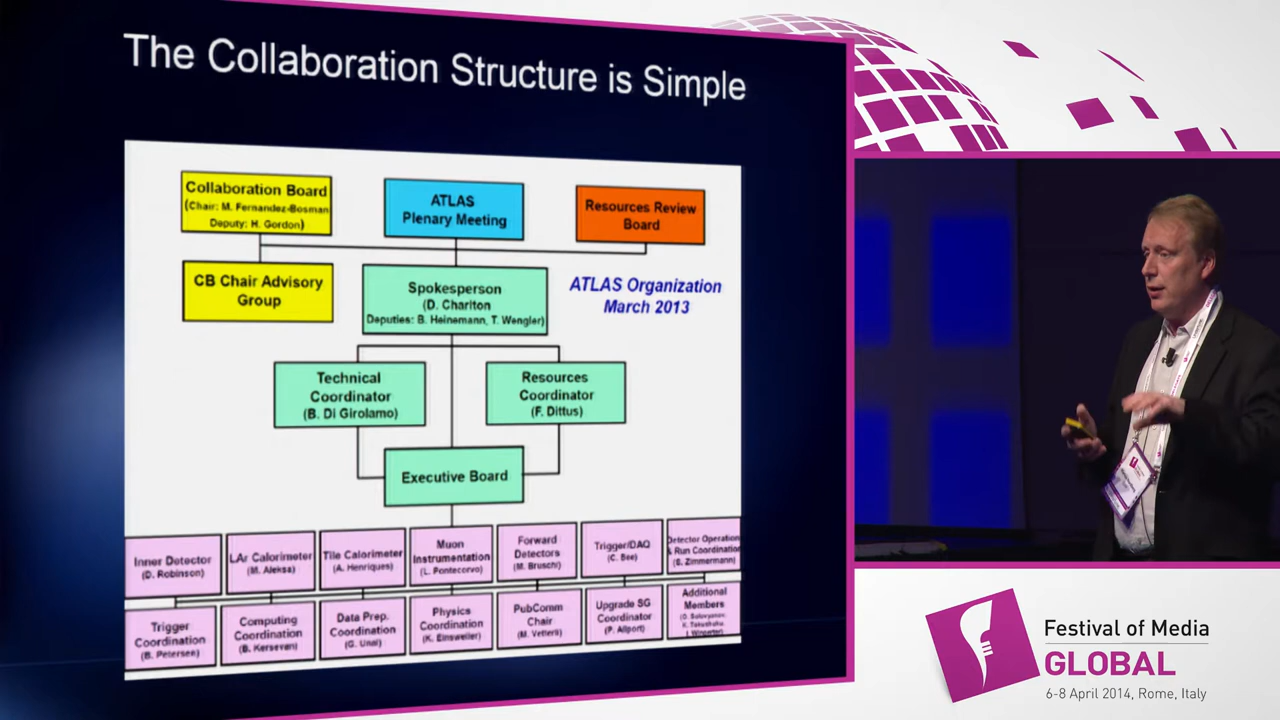 The Collaboration Structure is Simple
Collaboration Board
(Chair: M. Fernandez-Bosman
Deputy: H. Gordon)
ATLAS
Plenary Meeting
Resources Review
Board
CB Chair Advisory
Group
Spokesperson
(D. Charlton
Deputies: B. Heinemann, T. Wengler)
ATLAS Organization
March 2013
Technical
Coordinator
(B. Di Girolamo)
Resources
Coordinator
(F. Dittus)
Executive Board
Inner Detector
(D. Robinson)
LAr Calorimeter
(M. Aleksa)
Tile Calorimeter
(A. Henriques)
Muon
Instrumentation
(L. Pontecorvo)
Forward
Detectors
(M. Bruschi)
Trigger/DAQ
(C. Bee)
Detector Operation
& Run Coordination
(S. Zimmermann)
Trigger
Coordination
(B. Petersen)
Computing
Coordination
(B. Kersevan)
Data Prep.
Coordination
(G. Unal)
Physics
Coordination
(K. Einsweiler)
PubComm
Chair
(M. Vetterli)
Upgrade SG
Coordinator
(P. Allport)
Additional
Members
Festival of Media
GLOBAL
6-8 April 2014, Rome, Italy